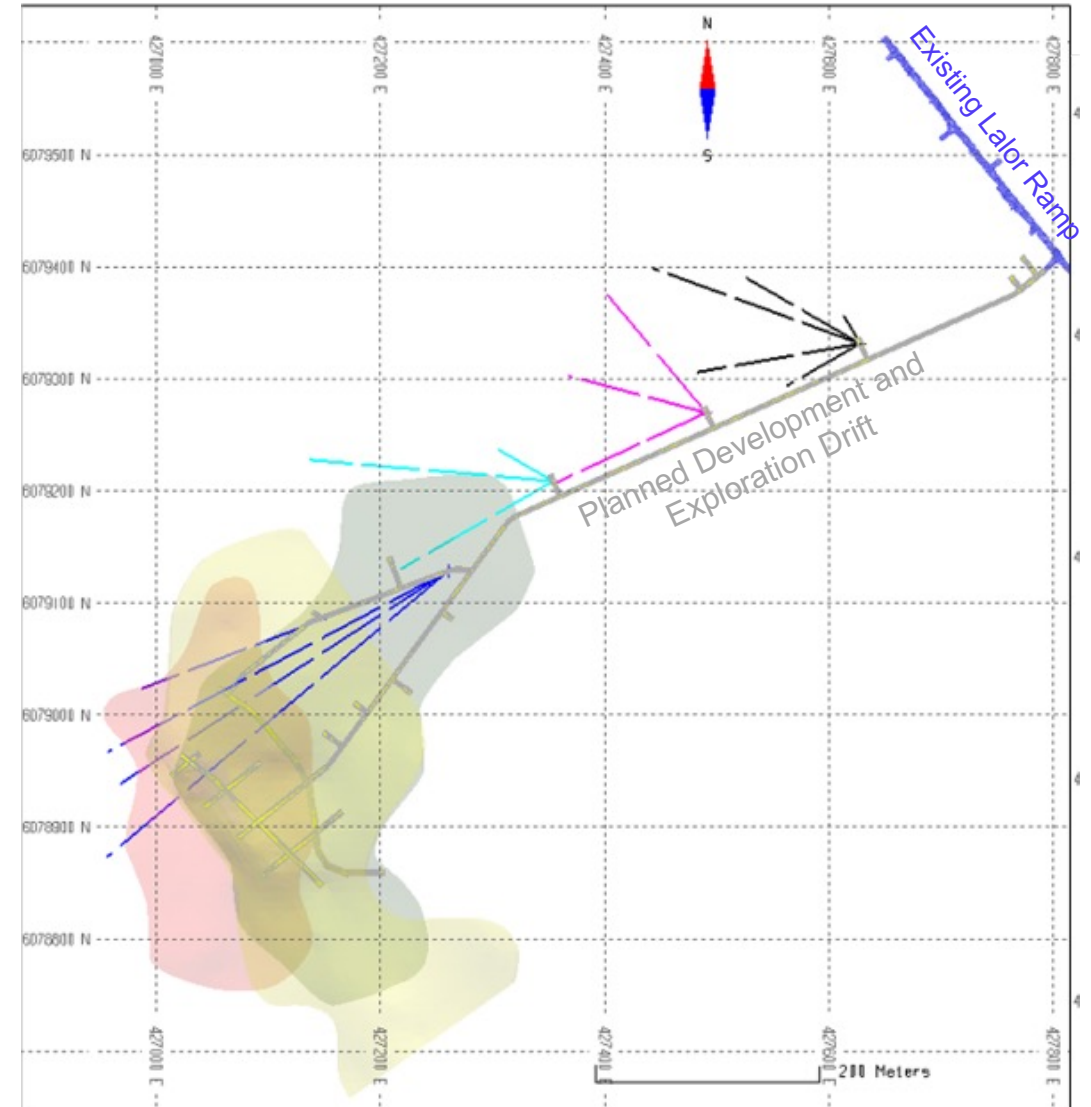 427000 E
427200 E
427400 E
427600 E
427800 E
N
S
Existing Lalor Ramp
6079500 N
6079400 N
6079300 N
6079200 N
6079100 N
6079000 N
6078900 N
6078800 N
Planned Development and
Exploration Drift
427000 E
427200 E
427400 E
427600 E
427800 E
200 Meters